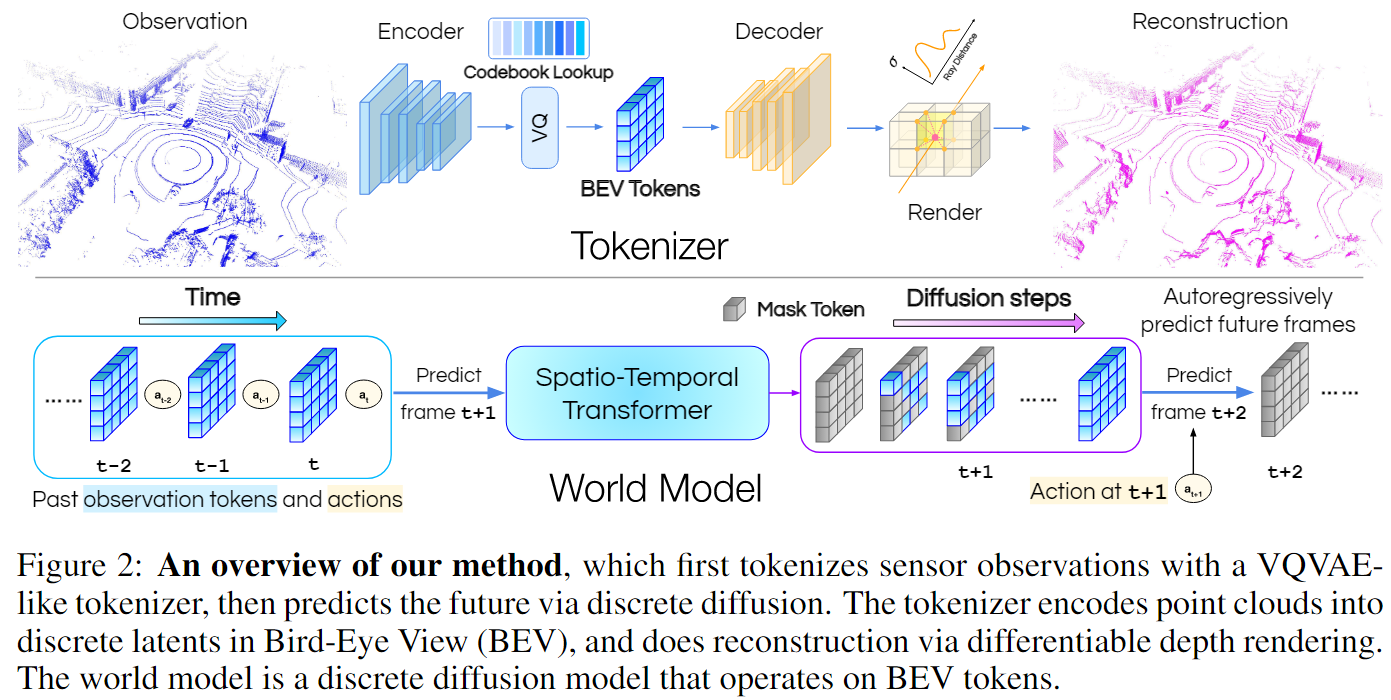 Observation
Encoder
Codebook Lookup
VQ
BEV Tokens
Decoder
σ
Ray Distance
Render
Reconstruction
Tokenizer
Time
Mask Token
Diffusion steps
Autoregressively
predict future frames
......
a_{t-2}
a_{t-1}
a_t
t-2
t-1
t
Predict
frame t+1
Spatio-Temporal
Transformer
......
t+1
Predict
frame t+2
......
t+2
Past observation tokens and actions
World Model
Action at t+1
a_{t+1}
Figure 2: An overview of our method, which first tokenizes sensor observations with a VQVAE-
like tokenizer, then predicts the future via discrete diffusion. The tokenizer encodes point clouds into
discrete latents in Bird-Eye View (BEV), and does reconstruction via differentiable depth rendering.
The world model is a discrete diffusion model that operates on BEV tokens.